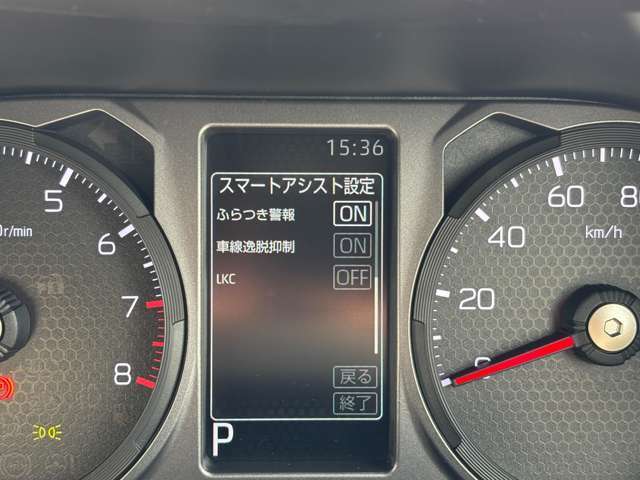 15:36
スマートアシスト設定
ふらつき警報 ON
車線逸脱抑制 ON
LKC OFF
戻る
終了
P
5
6
7
8
r/min
20
40
60
80
km/h